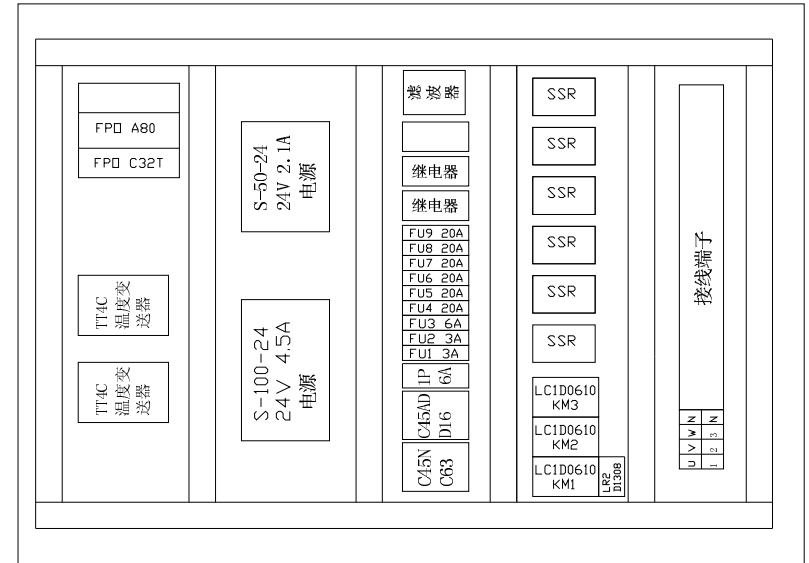 FP□ A80
FP□ C32T
TT4C
温度变
送器
TT4C
温度变
送器
S-50-24
24V 2.1A
电源
S-100-24
24V 4.5A
电源
滤波器
继电器
继电器
FU9 20A
FU8 20A
FU7 20A
FU6 20A
FU5 20A
FU4 20A
FU3 6A
FU2 3A
FU1 3A
1P
6A
C45AD
D16
C45N
C63
SSR
SSR
SSR
SSR
SSR
SSR
LC1D0610
KM3
LC1D0610
KM2
LC1D0610
KM1
LR2
D1308
接线端子
U V W N
1 2 3 N